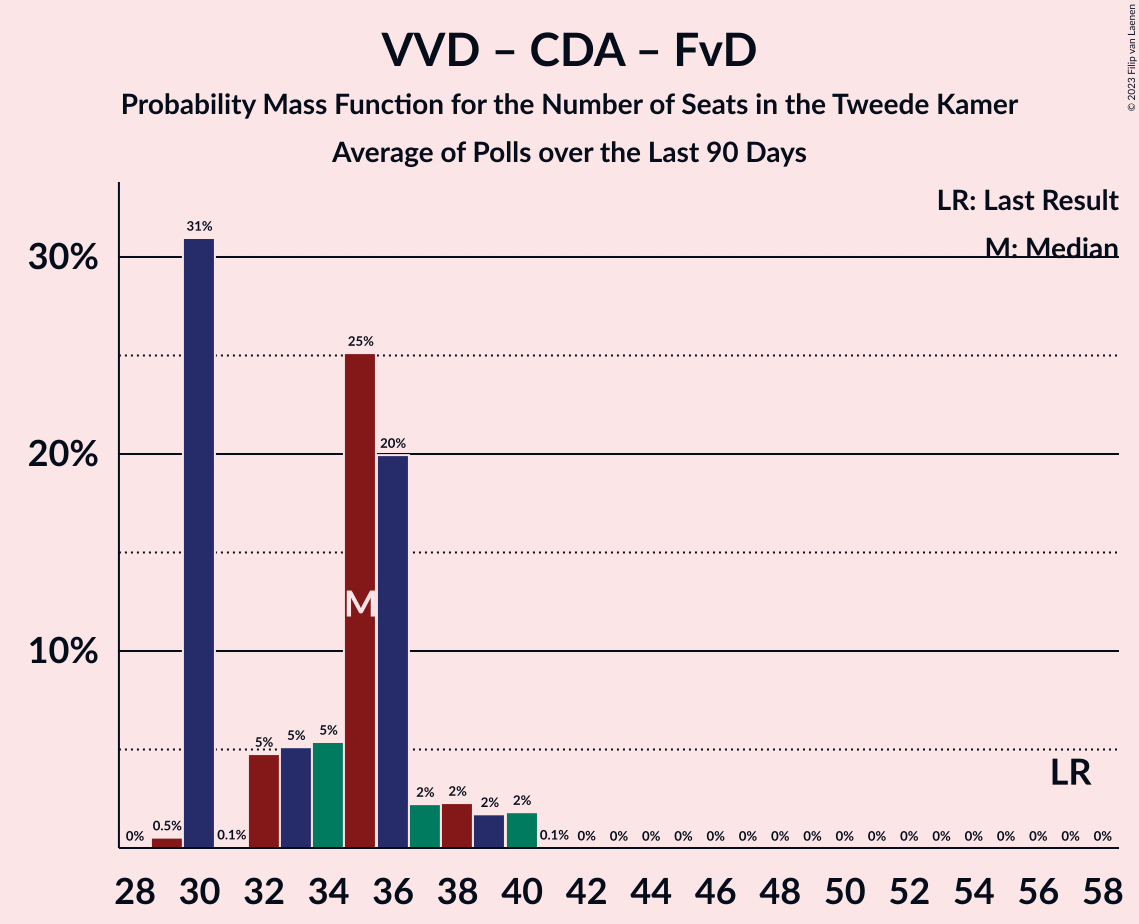 VVD – CDA – FvD
Probability Mass Function for the Number of Seats in the Tweede Kamer
Average of Polls over the Last 90 Days
© 2023 Filip van Laenen
LR: Last Result
M: Median
30%
20%
10%
0% 0.5% 31% 0.1% 5% 5% 5% 25% 20% 2% 2% 2% 2% 0.1% 0% 0% 0% 0% 0% 0% 0% 0% 0% 0% 0% 0% 0% 0% 0% 0% 0%
M
LR
28 30 32 34 36 38 40 42 44 46 48 50 52 54 56 58